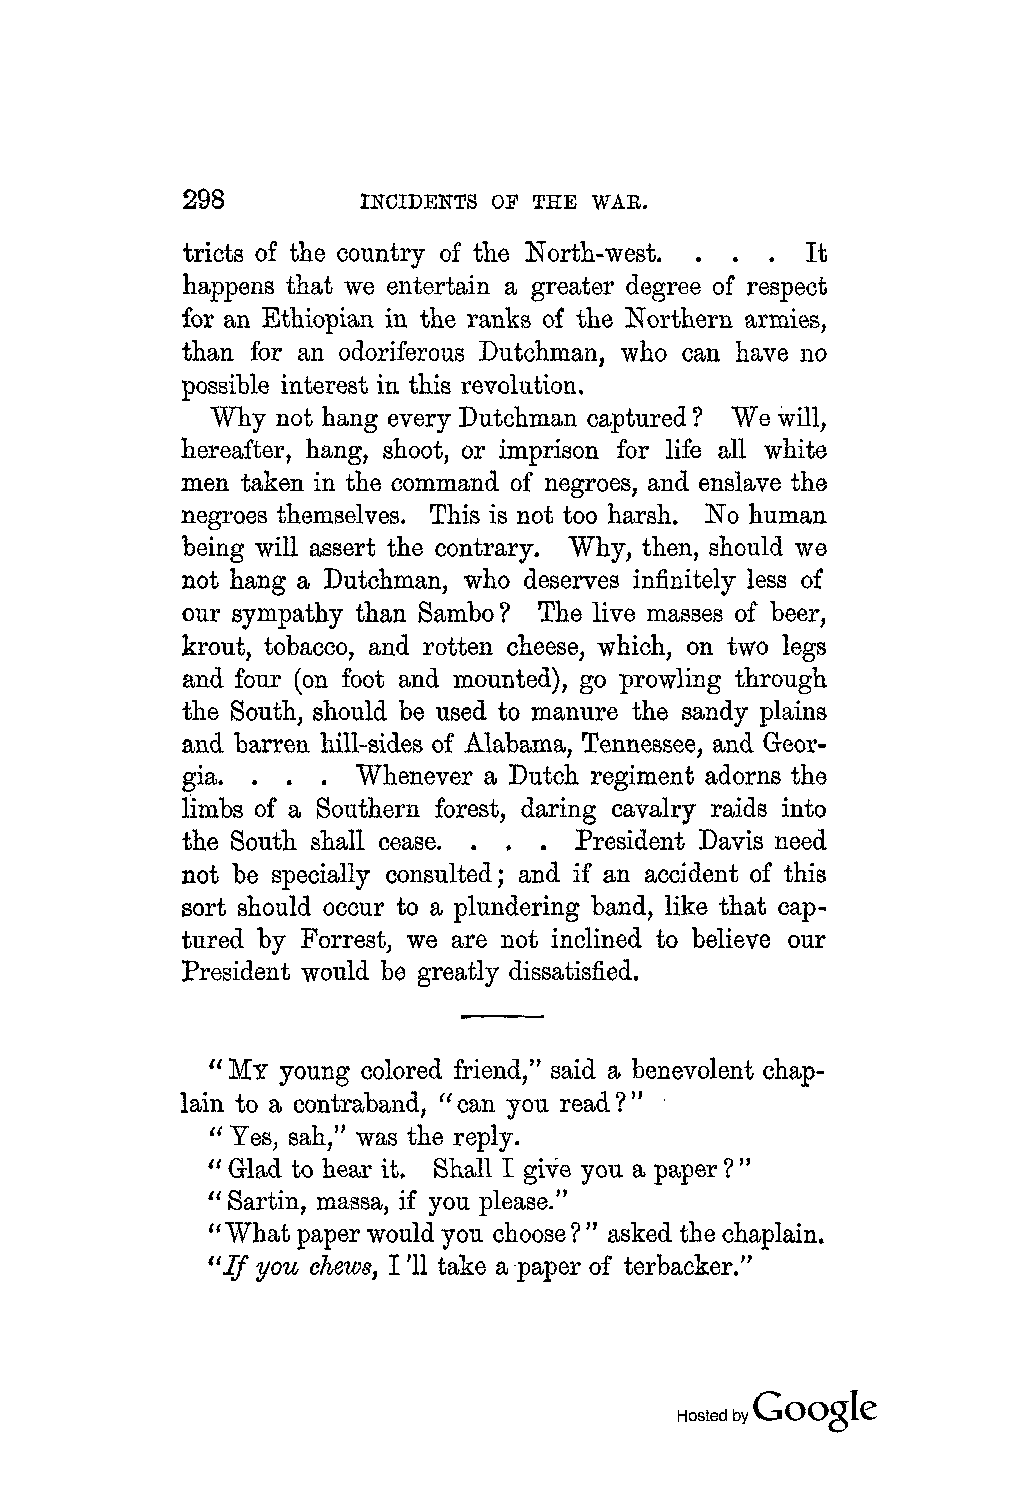 298 INCIDENTS OF THE WAR.
tricts of the country of the North-west. . . . It
happens that we entertain a greater degree of respect
for an Ethiopian in the ranks of the Northern armies,
than for an odoriferous Dutchman, who can have no
possible interest in this revolution.
Why not hang every Dutchman captured? We will,
hereafter, hang, shoot, or imprison for life all white
men taken in the command of negroes, and enslave the
negroes themselves. This is not too harsh. No human
being will assert the contrary. Why, then, should we
not hang a Dutchman, who deserves infinitely less of
our sympathy than Sambo? The live masses of beer,
krout, tobacco, and rotten cheese, which, on two legs
and four (on foot and mounted), go prowling through
the South, should be used to manure the sandy plains
and barren hill-sides of Alabama, Tennessee, and Geor-
gia. . . . Whenever a Dutch regiment adorns the
limbs of a Southern forest, daring cavalry raids into
the South shall cease. . . . President Davis need
not be specially consulted; and if an accident of this
sort should occur to a plundering band, like that cap-
tured by Forrest, we are not inclined to believe our
President would be greatly dissatisfied.
"MY young colored friend," said a benevolent chap-
lain to a contraband, "can you read?"
"Yes, sah," was the reply.
"Glad to hear it. Shall I give you a paper?"
"Sartin, massa, if you please."
"What paper would you choose?" asked the chaplain.
"If you chews, I 'll take a paper of terbacker."
Hosted by Google